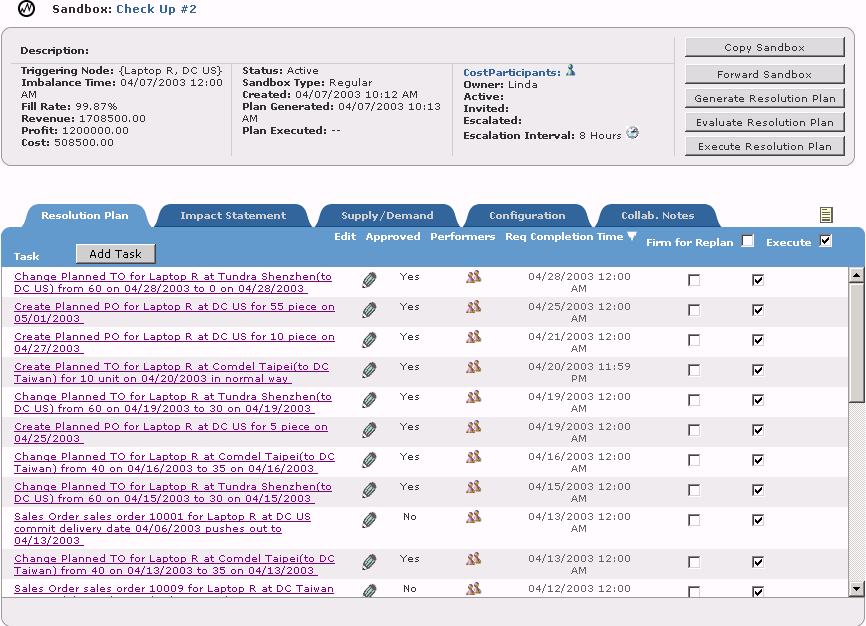 Sandbox: Check Up #2
Description:
Triggering Node: {Laptop R, DC US}
Imbalance Time: 04/07/2003 12:00
AM
Fill Rate: 99.87%
Revenue: 1708500.00
Profit: 1200000.00
Cost: 508500.00
Status: Active
Sandbox Type: Regular
Created: 04/07/2003 10:12 AM
Plan Generated: 04/07/2003 10:13
AM
Plan Executed: --
CostParticipants:
Owner: Linda
Active:
Invited:
Escalated:
Escalation Interval: 8 Hours
Copy Sandbox
Forward Sandbox
Generate Resolution Plan
Evaluate Resolution Plan
Execute Resolution Plan
Resolution Plan Impact Statement Supply/Demand Configuration Collab. Notes
Task Add Task Edit Approved Performers Req Completion Time Firm for Replan Execute
Change Planned TO for Laptop R at Tundra Shenzhen(to Yes 04/28/2003 12:00
DC US) from 60 on 04/28/2003 to 0 on 04/28/2003 AM
Create Planned PO for Laptop R at DC US for 55 piece on Yes 04/25/2003 12:00
05/01/2003 AM
Create Planned PO for Laptop R at DC US for 10 piece on Yes 04/21/2003 12:00
04/27/2003 AM
Create Planned TO for Laptop R at Comdel Taipei(to DC Yes 04/20/2003 11:59
Taiwan) for 10 unit on 04/20/2003 in normal way PM
Change Planned TO for Laptop R at Tundra Shenzhen(to Yes 04/19/2003 12:00
DC US) from 60 on 04/19/2003 to 30 on 04/19/2003 AM
Create Planned PO for Laptop R at DC US for 5 piece on Yes 04/19/2003 12:00
04/25/2003 AM
Change Planned TO for Laptop R at Comdel Taipei(to DC Yes 04/16/2003 12:00
Taiwan) from 40 on 04/16/2003 to 35 on 04/16/2003 AM
Change Planned TO for Laptop R at Tundra Shenzhen(to Yes 04/15/2003 12:00
DC US) from 60 on 04/15/2003 to 30 on 04/15/2003 AM
Sales Order sales order 10001 for Laptop R at DC US No 04/13/2003 12:00
commit delivery date 04/06/2003 pushes out to AM
04/13/2003
Change Planned TO for Laptop R at Comdel Taipei(to DC Yes 04/13/2003 12:00
Taiwan) from 40 on 04/13/2003 to 35 on 04/13/2003 AM
Sales Order sales order 10009 for Laptop R at DC Taiwan No 04/12/2003 12:00